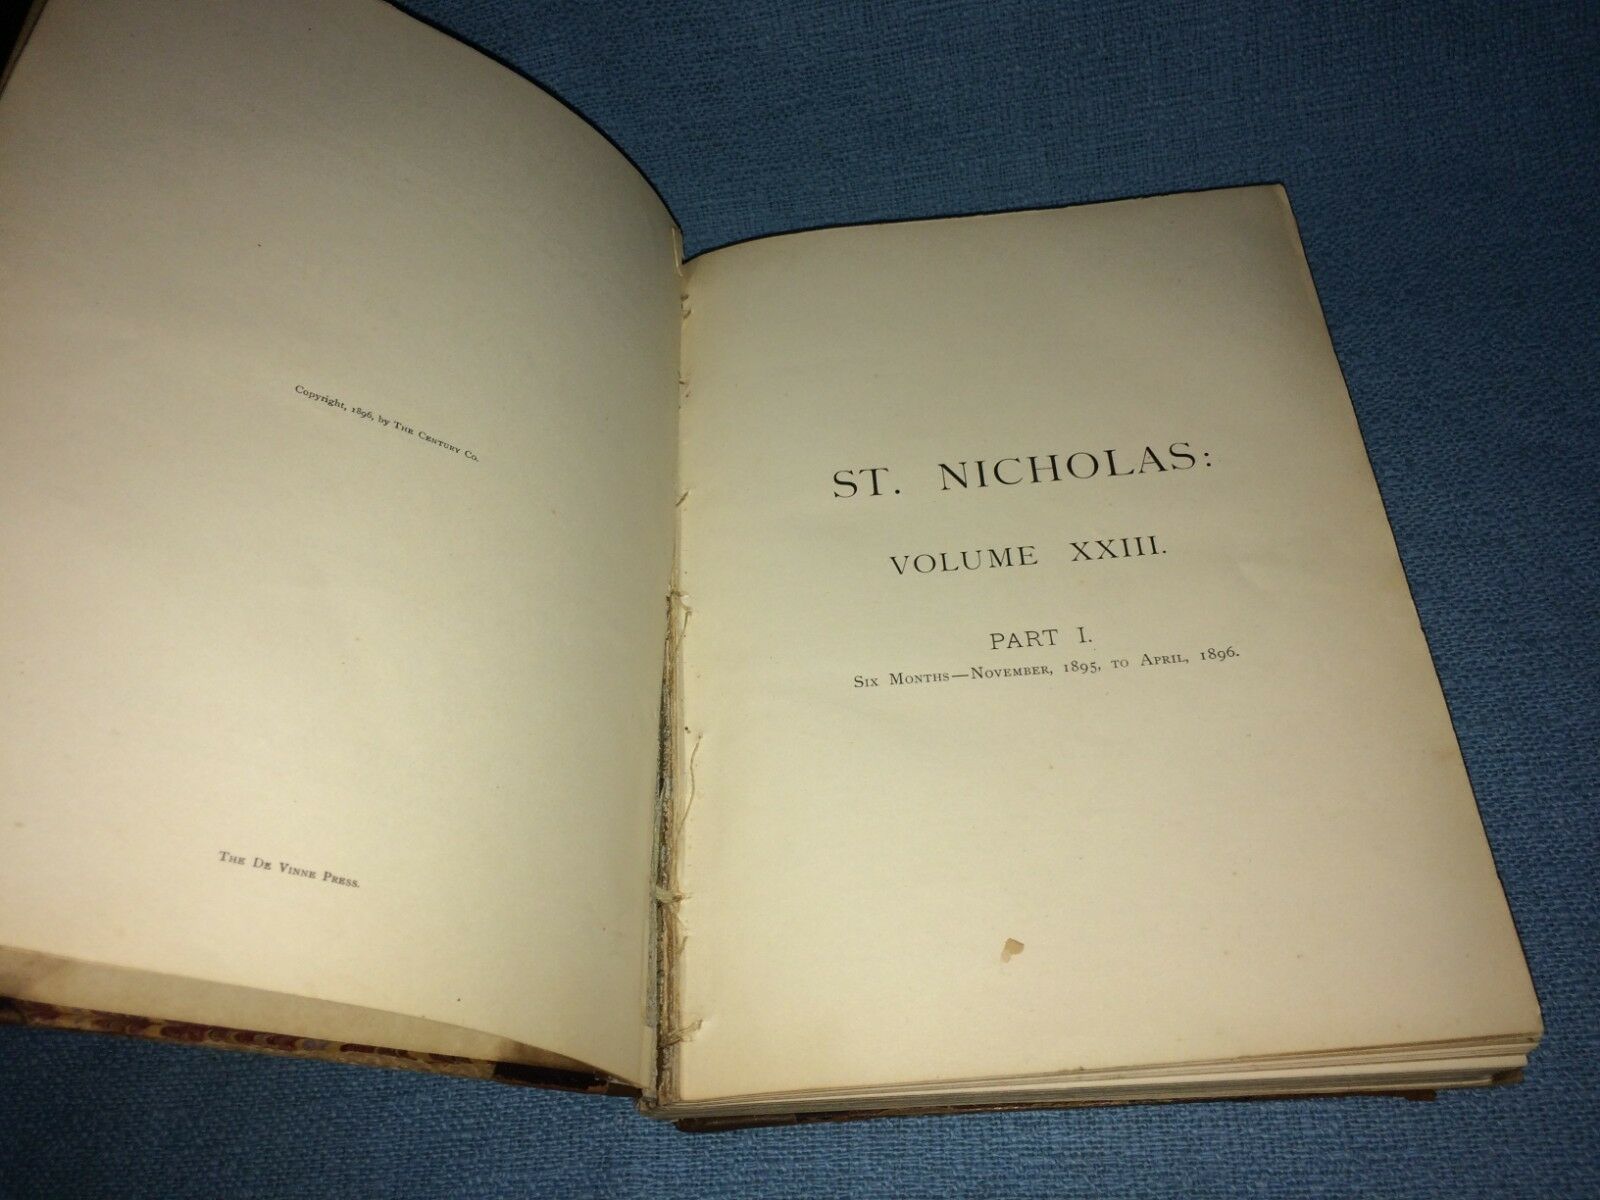 Copyright, 1896, by THE CENTURY CO.
THE DE VINNE PRESS.
ST. NICHOLAS:
VOLUME XXIII.
PART I.
SIX MONTHS—NOVEMBER, 1895, TO APRIL, 1896.